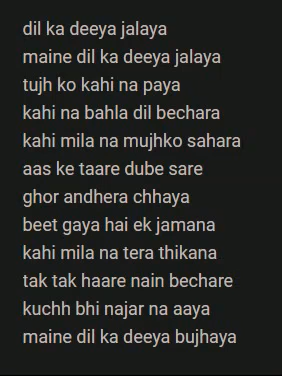 dil ka deeya jalaya
maine dil ka deeya jalaya
tujh ko kahi na paya
kahi na bahla dil bechara
kahi mila na mujhko sahara
aas ke taare dube sare
ghor andhera chhaya
beet gaya hai ek jamana
kahi mila na tera thikana
tak tak haare nain bechare
kuchh bhi najar na aaya
maine dil ka deeya bujhaya